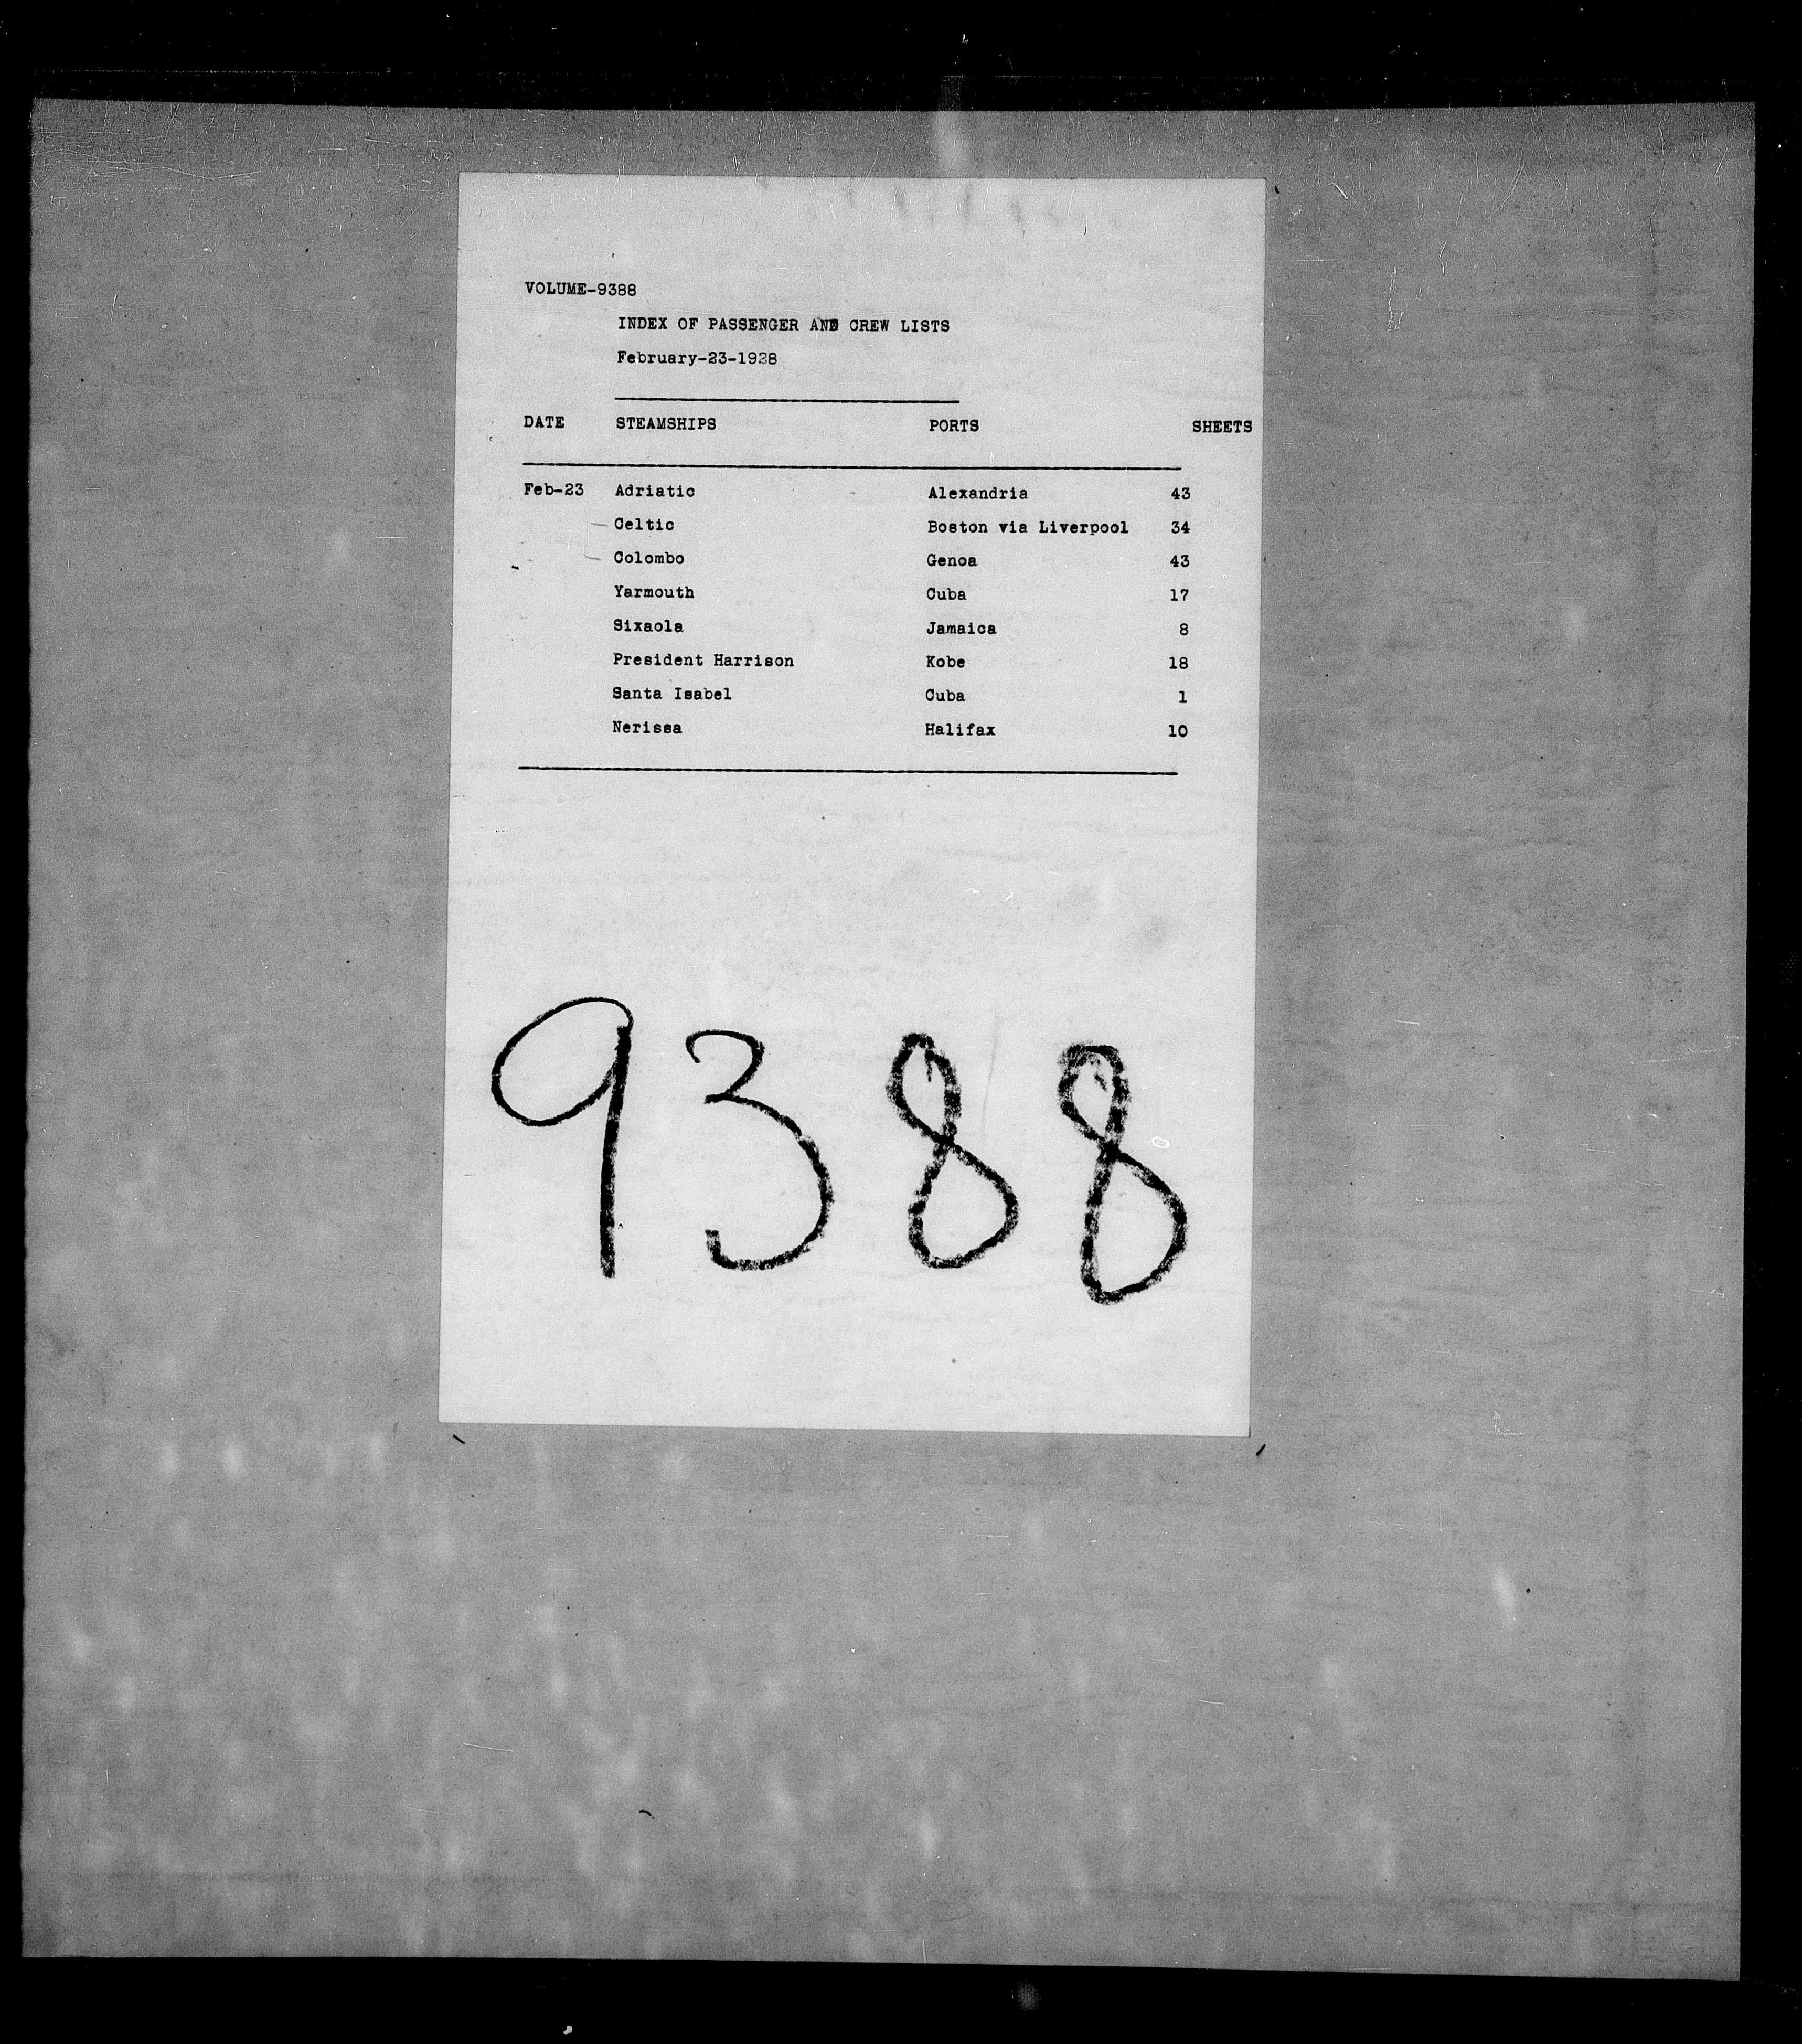 VOLUME-9388
INDEX OF PASSENGER AND CREW LISTS
February-23-1928
DATE STEAMSHIPS PORTS SHEETS
Feb-23 Adriatic Alexandria 43
Celtic Boston via Liverpool 34
Colombo Genoa 43
Yarmouth Cuba 17
Sixaola Jamaica 8
President Harrison Kobe 18
Santa Isabel Cuba 1
Nerissa Halifax 10
9388